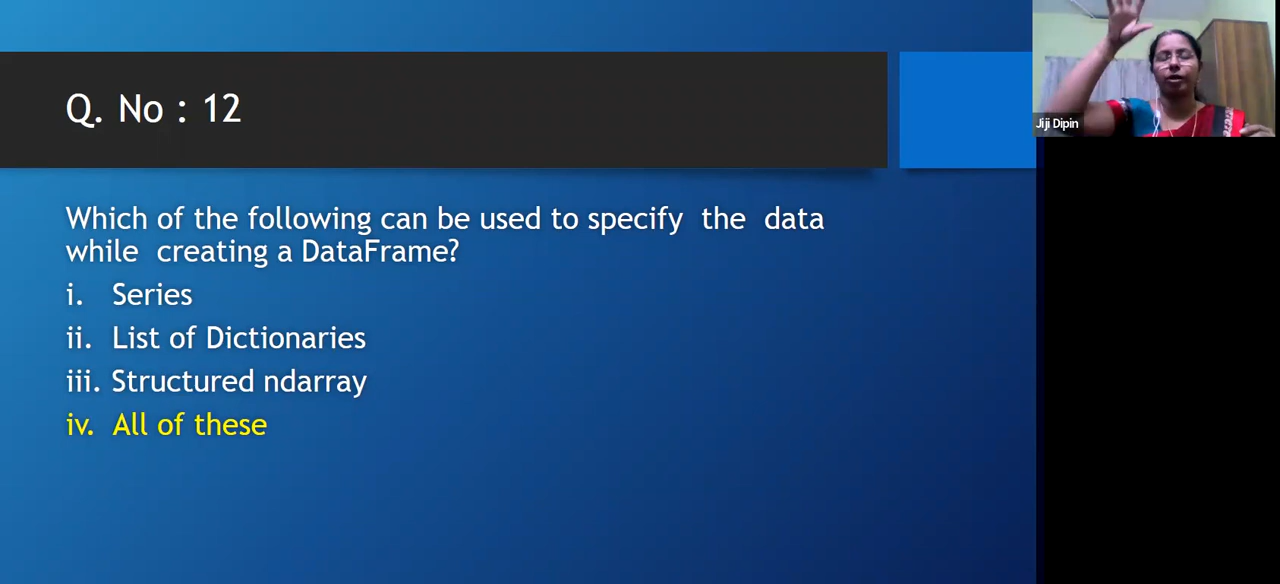 Q. No : 12
Jiji Dipin
Which of the following can be used to specify the data
while creating a DataFrame?
i. Series
ii. List of Dictionaries
iii. Structured ndarray
iv. All of these